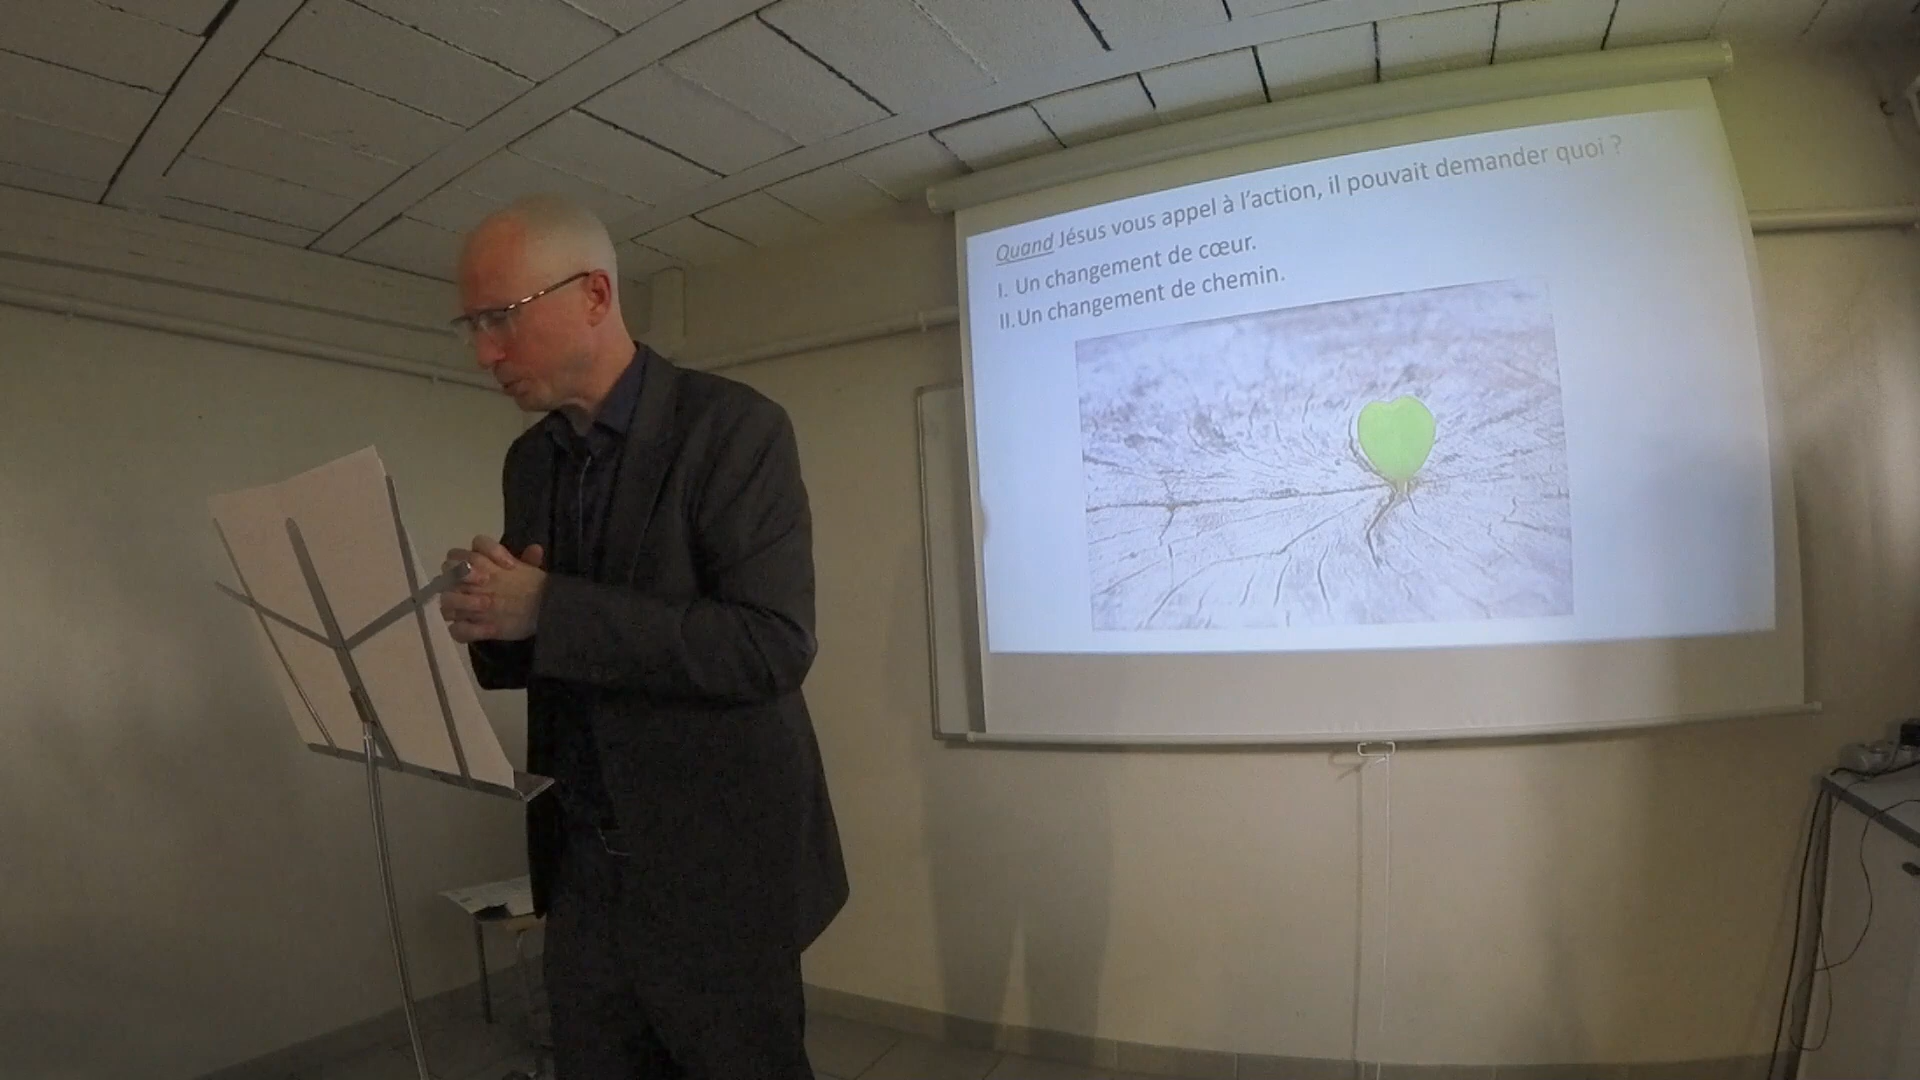 Quand Jésus vous appel à l’action, il pouvait demander quoi ?
I. Un changement de cœur.
II. Un changement de chemin.